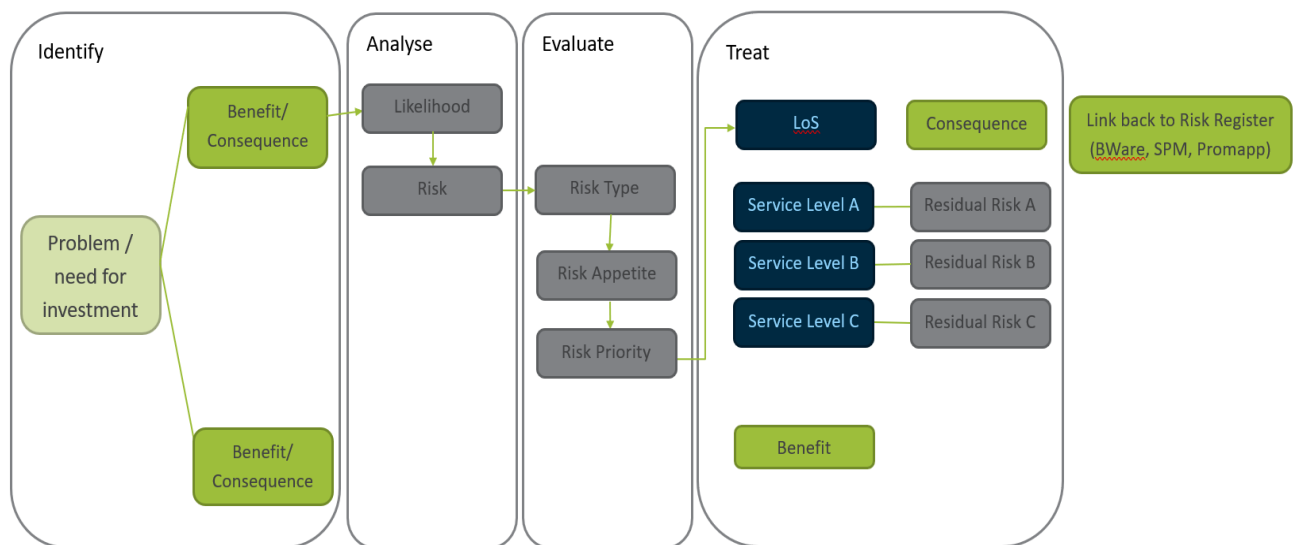 Identify
Analyse
Evaluate
Treat
Problem /
need for
investment
Benefit/
Consequence
Benefit/
Consequence
Likelihood
Risk
Risk Type
Risk Appetite
Risk Priority
LoS
Consequence
Service Level A
Residual Risk A
Service Level B
Residual Risk B
Service Level C
Residual Risk C
Benefit
Link back to Risk Register
(BWare, SPM, Promapp)